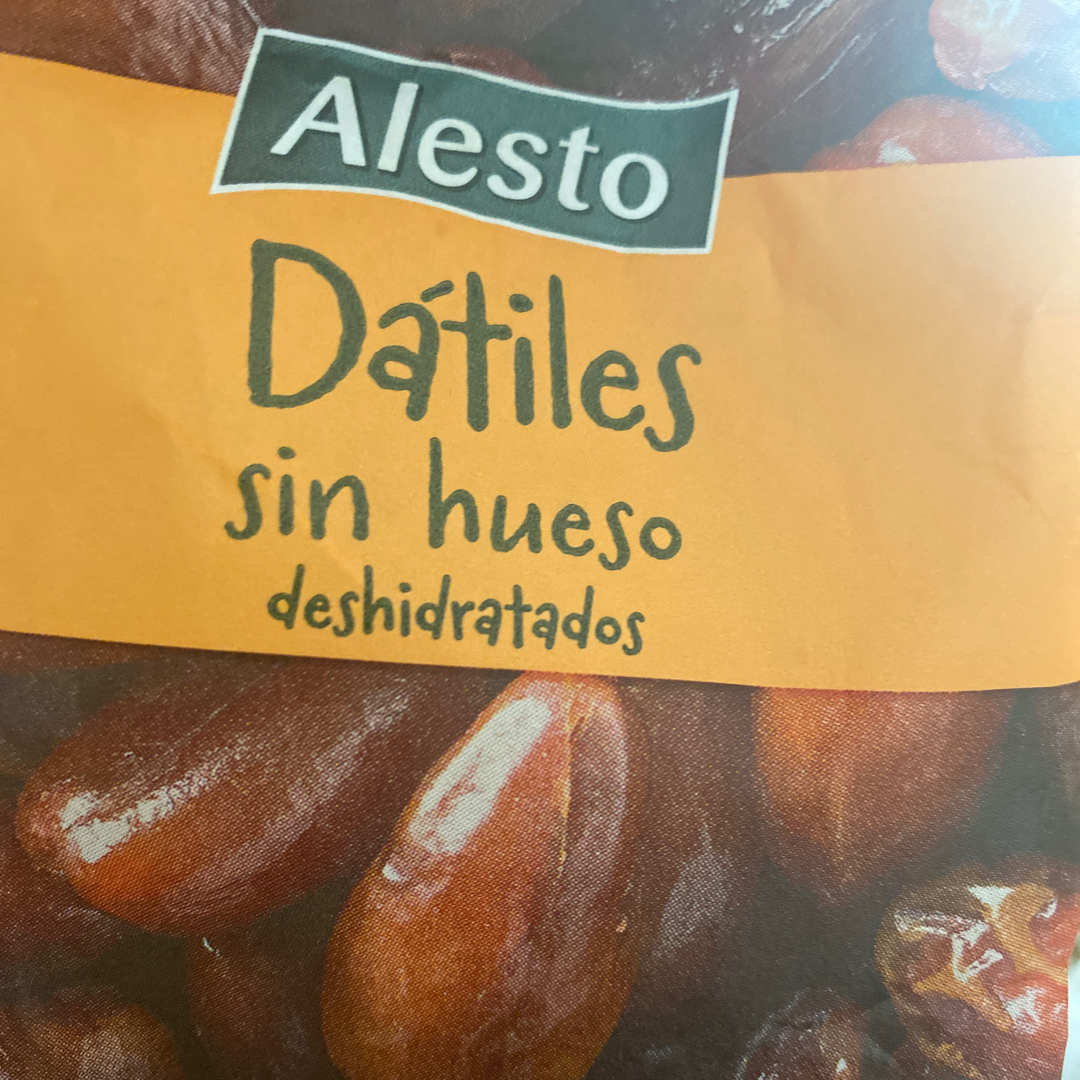 Alesto
Dátiles
sin hueso
deshidratados